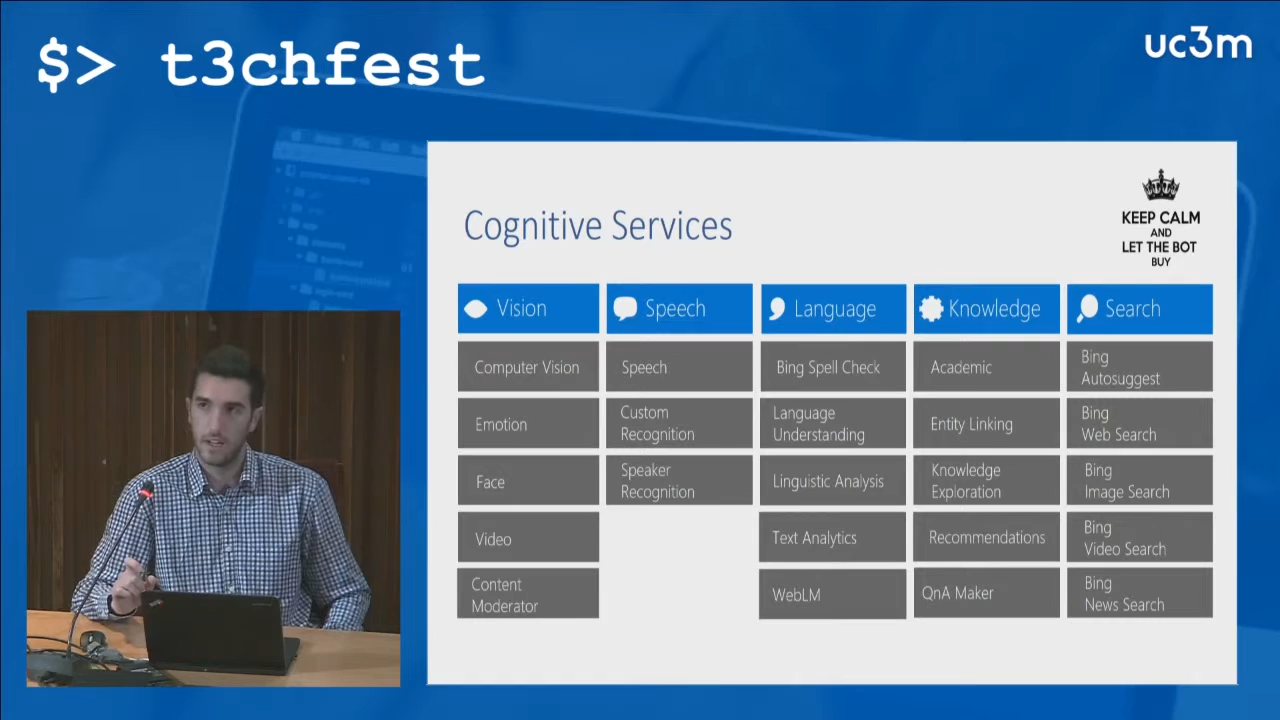 $> t3chfest
uc3m
Cognitive Services
KEEP CALM
AND
LET THE BOT
BUY
Vision
Speech
Language
Knowledge
Search
Computer Vision
Speech
Bing Spell Check
Academic
Bing
Autosuggest
Emotion
Custom
Recognition
Language
Understanding
Entity Linking
Bing
Web Search
Face
Speaker
Recognition
Linguistic Analysis
Knowledge
Exploration
Bing
Image Search
Video
Text Analytics
Recommendations
Bing
Video Search
Content
Moderator
WebLM
QnA Maker
Bing
News Search